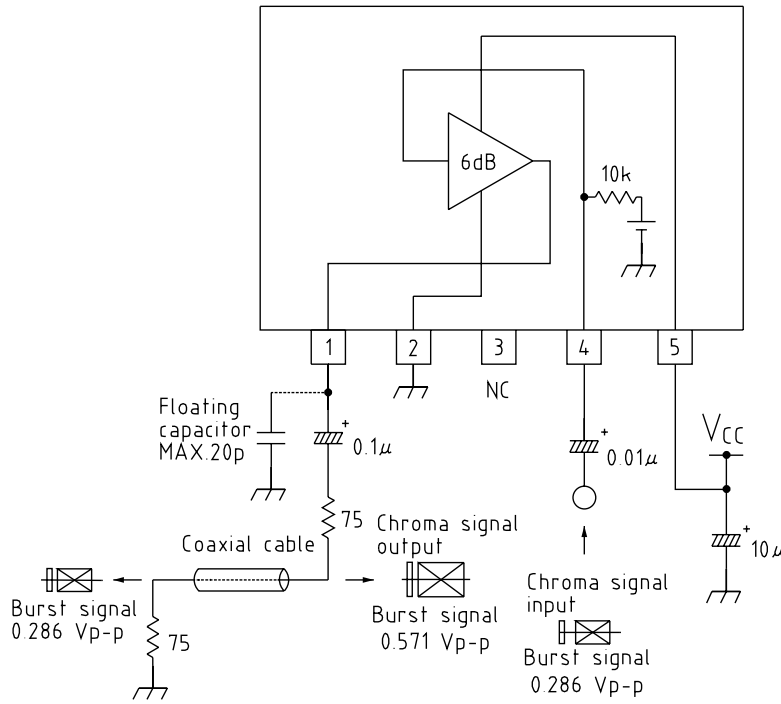 6dB
10k
1
2
3
4
5
NC
Floating
capacitor
MAX.20p
+
0.1μ
+
0.01μ
VCC
+
10μ
75
Coaxial cable
Chroma signal
output
Burst signal
0.571 Vp-p
Burst signal
0.286 Vp-p
75
Chroma signal
input
Burst signal
0.286 Vp-p